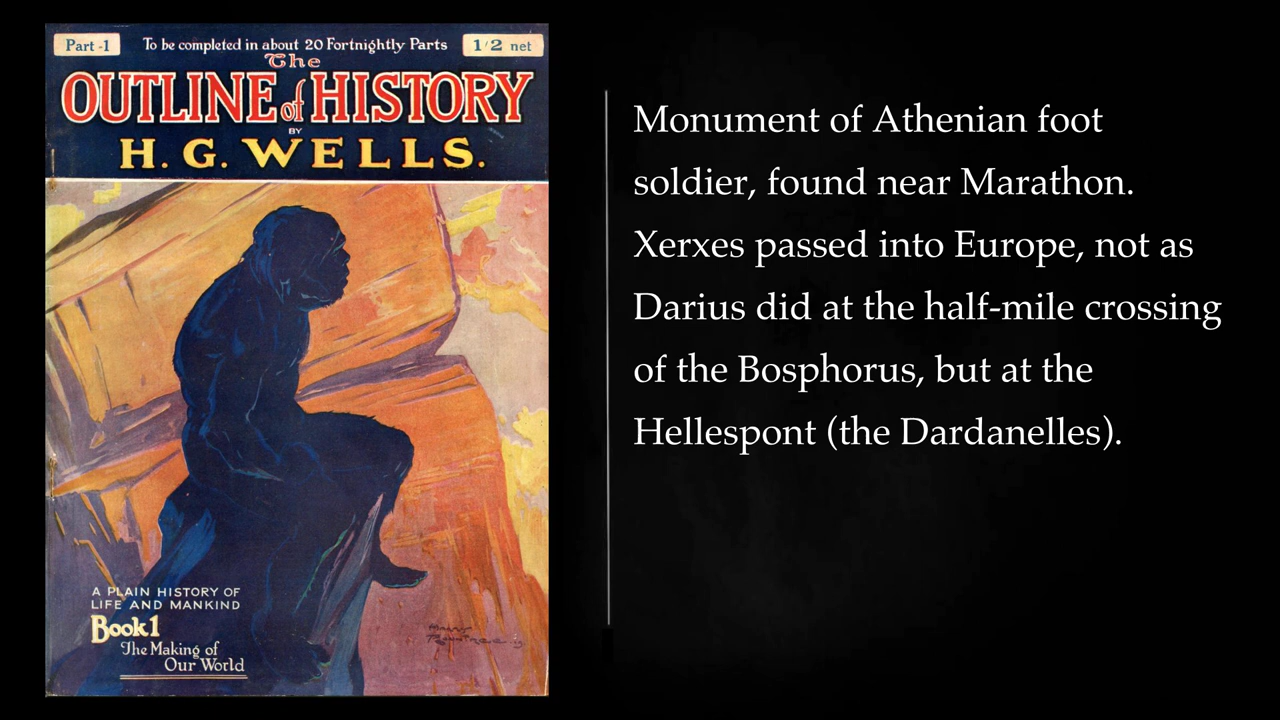 Part -1
To be completed in about 20 Fortnightly Parts
1/2 net
The
OUTLINE of HISTORY
BY
H. G. WELLS.
A PLAIN HISTORY OF
LIFE AND MANKIND
Book 1
The Making of
Our World
Monument of Athenian foot
soldier, found near Marathon.
Xerxes passed into Europe, not as
Darius did at the half-mile crossing
of the Bosphorus, but at the
Hellespont (the Dardanelles).